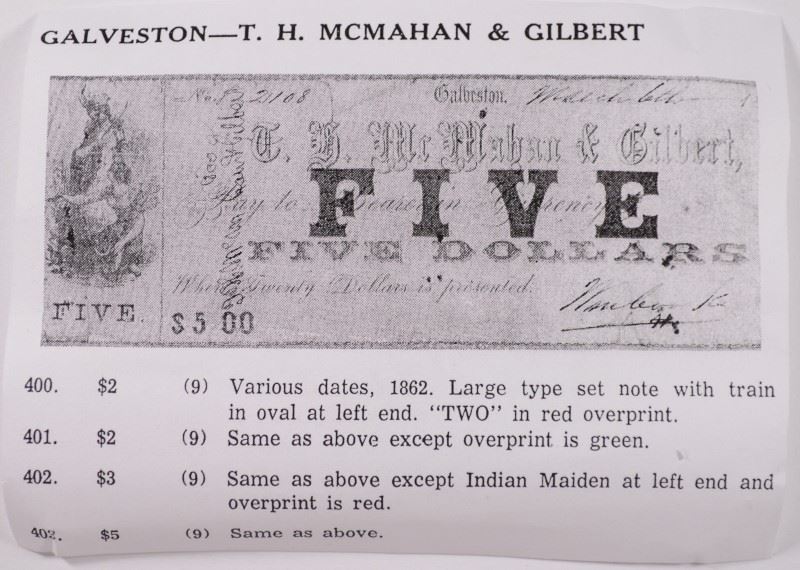 GALVESTON—T. H. MCMAHAN & GILBERT
No. 2108 Galveston.
T. H. McMahan & Gilbert,
FIVE
Pay to Bearer in Currency
FIVE DOLLARS
Where Twenty Dollars is presented.
FIVE.
$5 00
400. $2 (9) Various dates, 1862. Large type set note with train
in oval at left end. “TWO” in red overprint.
401. $2 (9) Same as above except overprint is green.
402. $3 (9) Same as above except Indian Maiden at left end and
overprint is red.
402. $5 (9) Same as above.